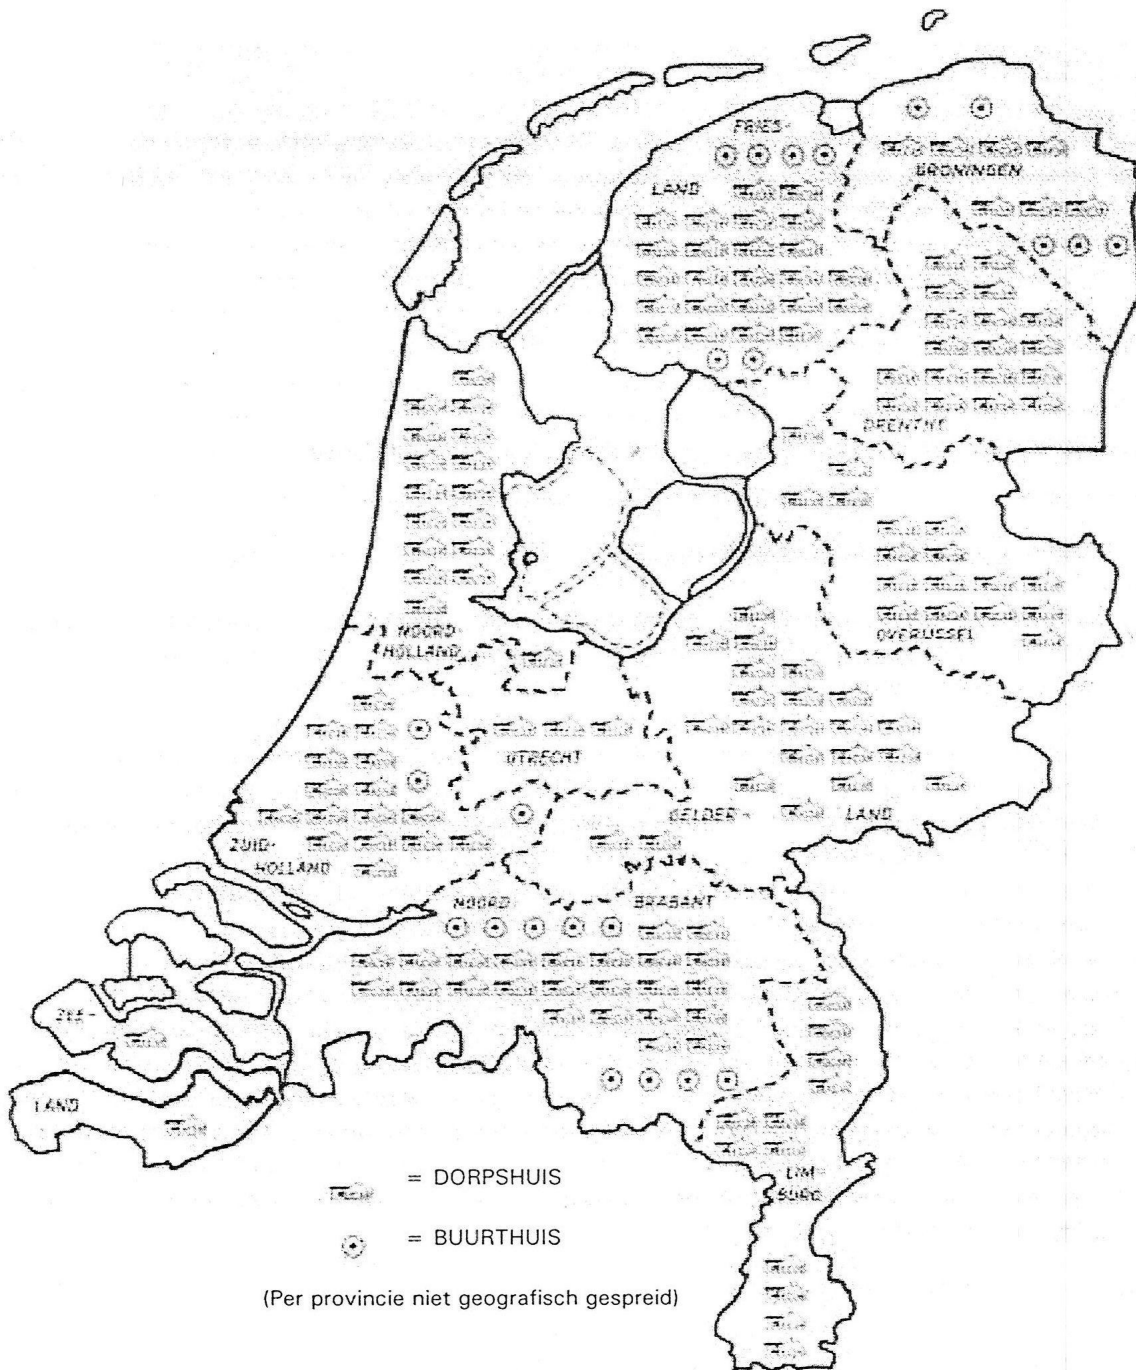 FRIES-
LAND
GRONINGEN
DRENTHE
OVERIJSSEL
NOORD-
HOLLAND
UTRECHT
GELDER-
LAND
ZUID-
HOLLAND
NOORD
BRABANT
ZEE-
LAND
LIM-
BURG
= DORPSHUIS
= BUURTHUIS
(Per provincie niet geografisch gespreid)